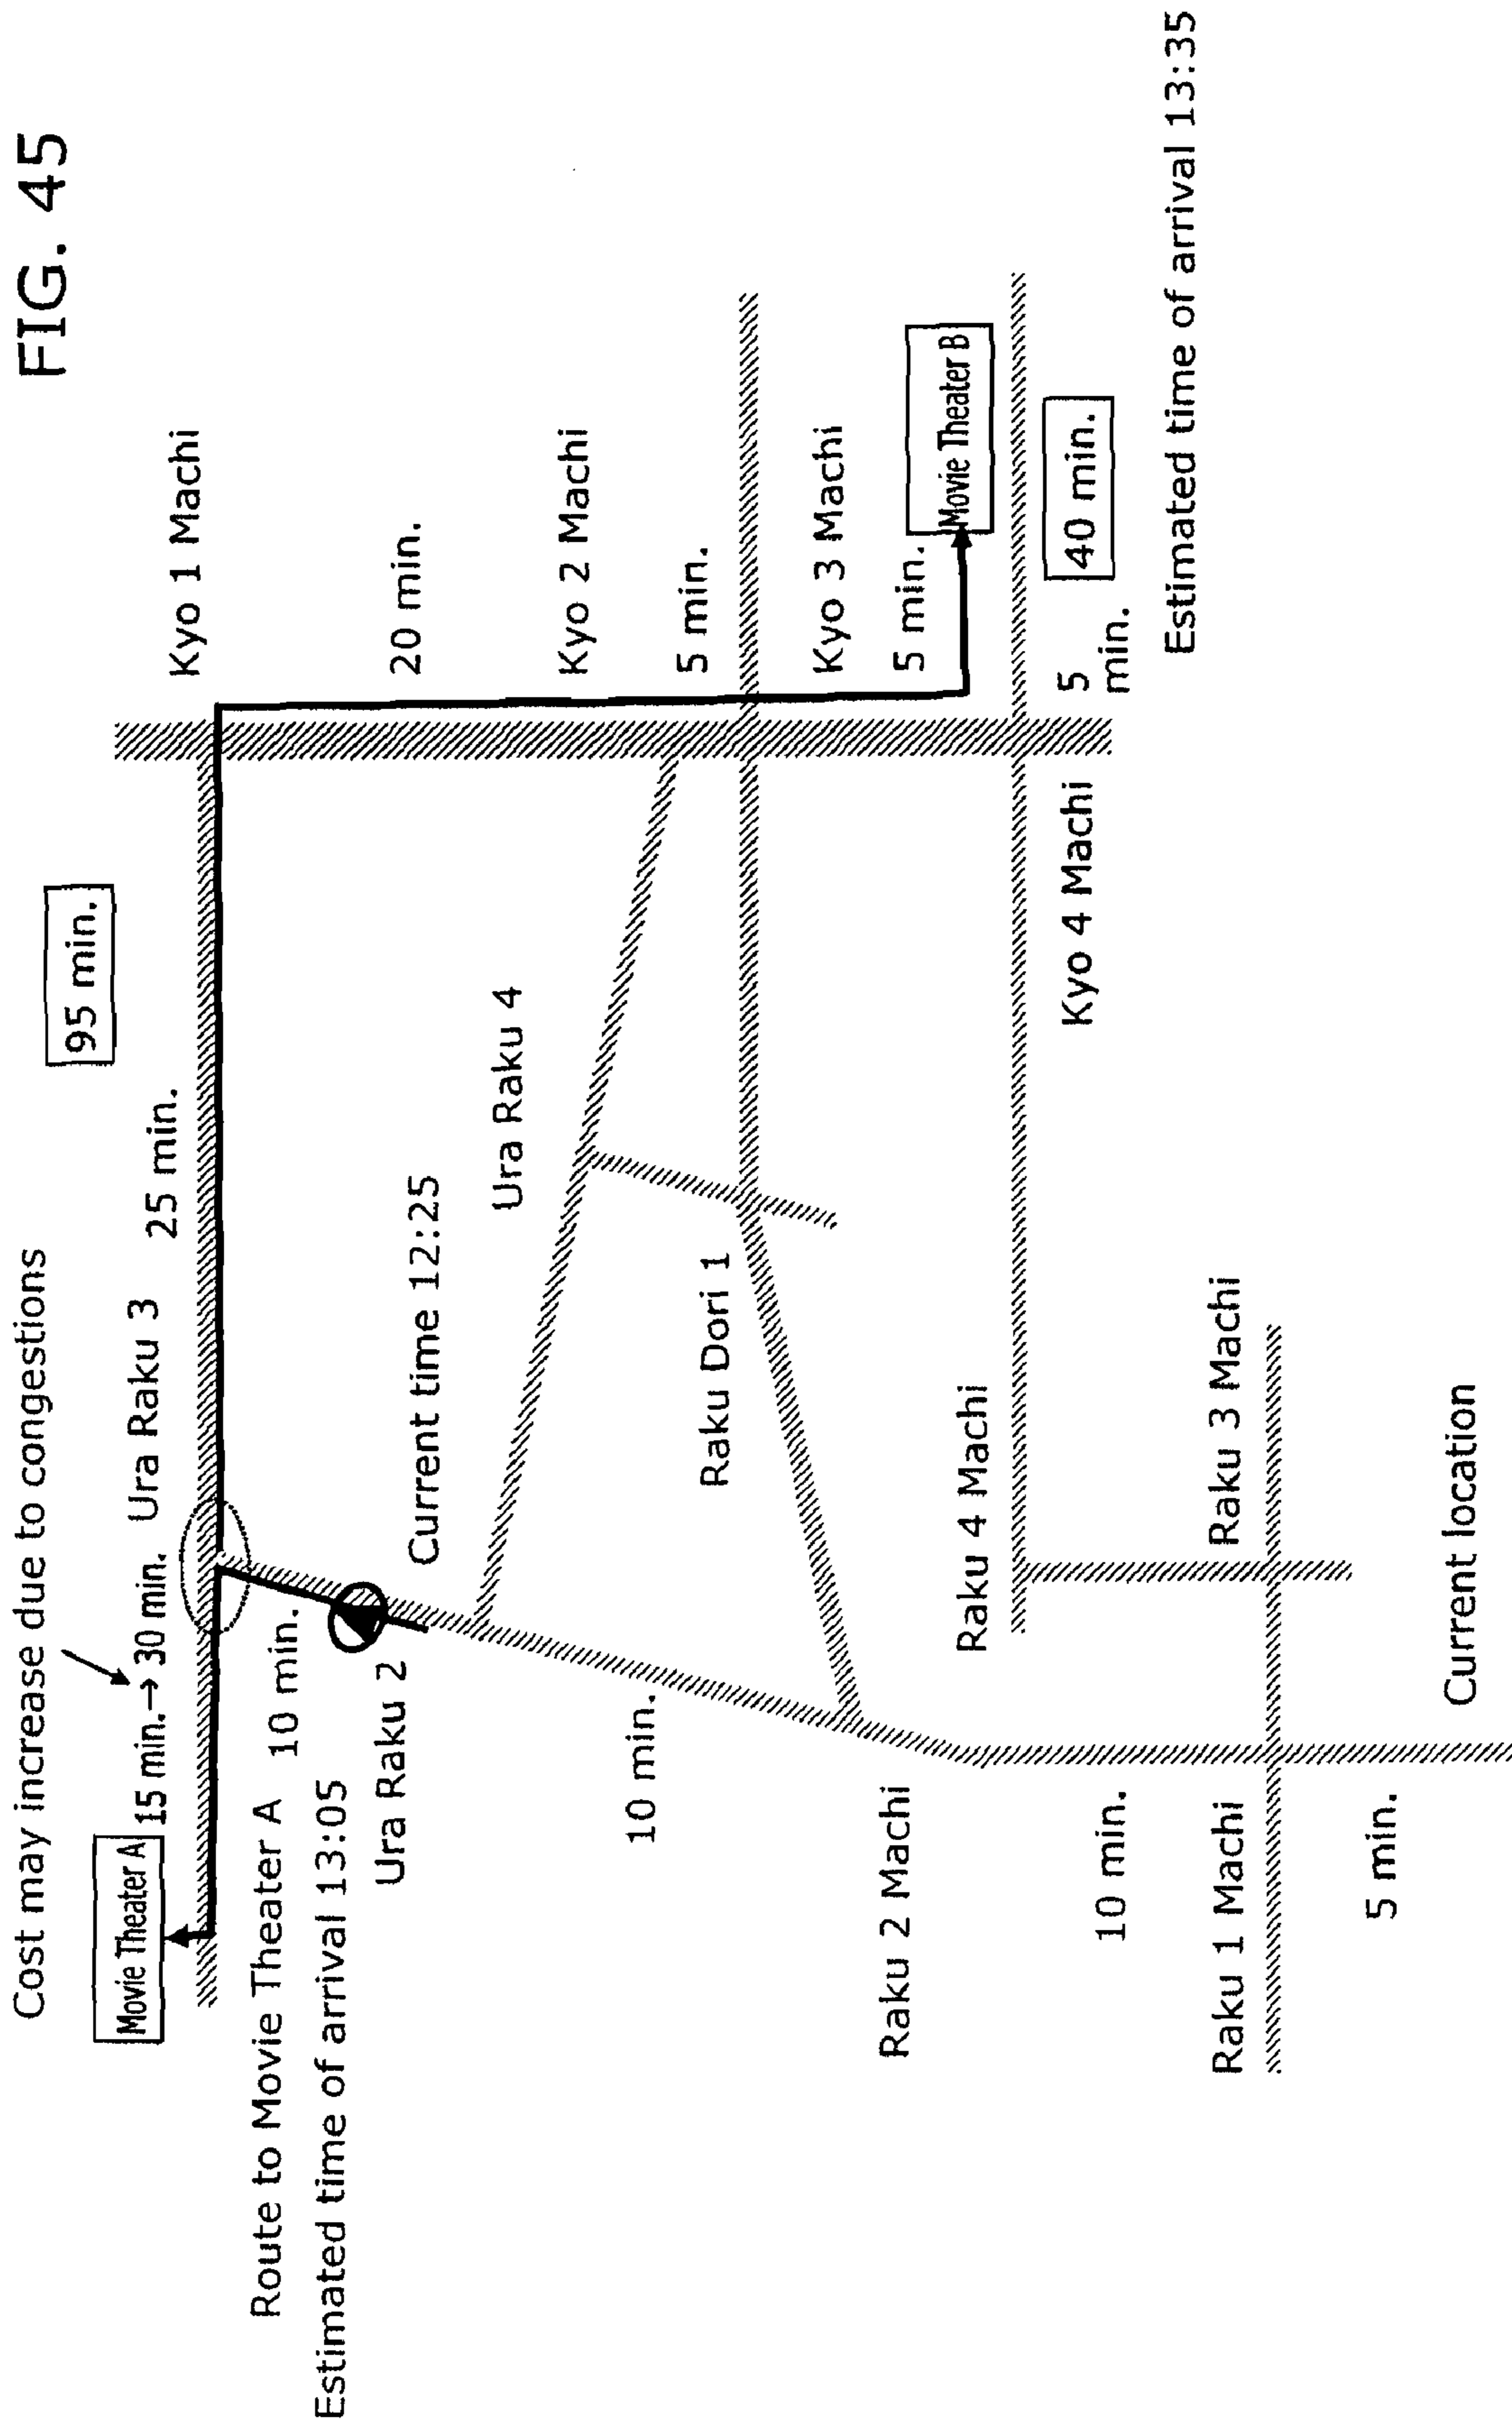 FIG. 45
Cost may increase due to congestions
95 min.
Movie Theater A
15 min.→ 30 min.
Ura Raku 3
25 min.
Kyo 1 Machi
Route to Movie Theater A
10 min.
Estimated time of arrival 13:05
Ura Raku 2
Current time 12:25
20 min.
Ura Raku 4
Kyo 2 Machi
10 min.
5 min.
Raku Dori 1
Kyo 3 Machi
Raku 2 Machi
5 min.
Movie Theater B
Raku 4 Machi
Kyo 4 Machi
5
min.
40 min.
10 min.
Estimated time of arrival 13:35
Raku 1 Machi
Raku 3 Machi
5 min.
Current location